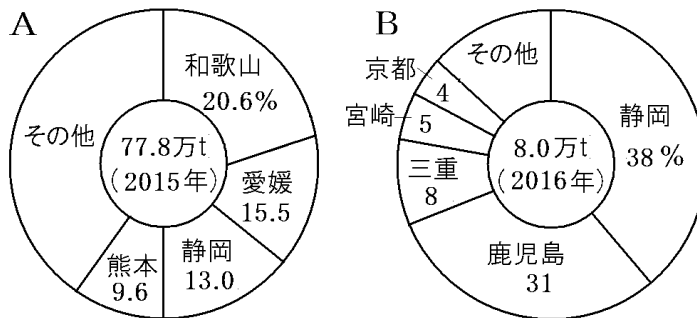 A
和歌山
20.6%
愛媛
15.5
静岡
13.0
熊本
9.6
その他
77.8万t
(2015年)
B
静岡
38%
鹿児島
31
三重
8
宮崎
5
京都
4
その他
8.0万t
(2016年)